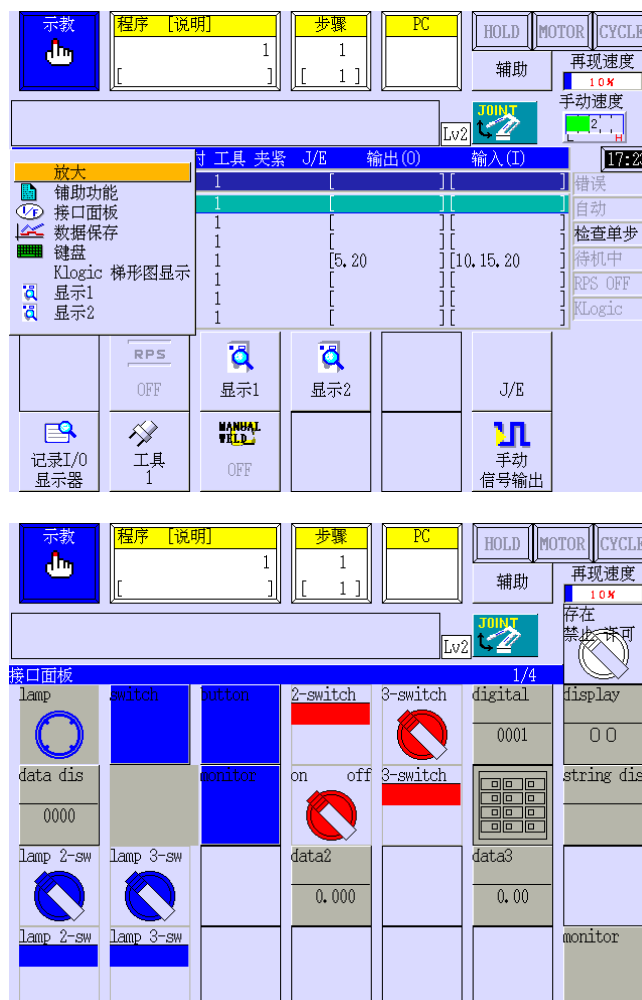 示教
程序 [说明]
步骤
PC
HOLD
MOTOR
CYCLE
1
1
[ ]
[ 1 ]
辅助
再现速度
10%
手动速度
2
L H
Lv2
JOINT
寸 工具 夹紧 J/E 输出(O) 输入(I)
17:23
放大
辅助功能
接口面板
数据保存
键盘
Klogic 梯形图显示
显示1
显示2
1 [ ][ ]
1 [ ][ ]
1 [ ][ ]
1 [ ][ ]
1 [5.20 ][10.15.20 ]
1 [ ][ ]
1 [ ][ ]
1 [ ][ ]
错误
自动
检查单步
待机中
RPS OFF
KLogic
RPS
OFF
显示1
显示2
J/E
记录I/O
显示器
工具
1
MANUAL
WELD
OFF
手动
信号输出
示教
程序 [说明]
步骤
PC
HOLD
MOTOR
CYCLE
1
1
[ ]
[ 1 ]
辅助
再现速度
10%
存在
禁止 许可
Lv2
JOINT
接口面板 1/4
lamp
switch
button
2-switch
3-switch
digital
0001
display
00
data dis
0000
monitor
on off
3-switch
string dis
lamp 2-sw
lamp 3-sw
data2
0.000
data3
0.00
lamp 2-sw
lamp 3-sw
monitor